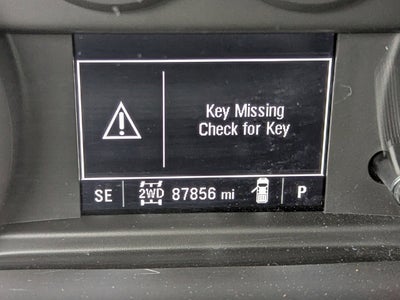 Key Missing
Check for Key
SE 2WD 87856 mi P